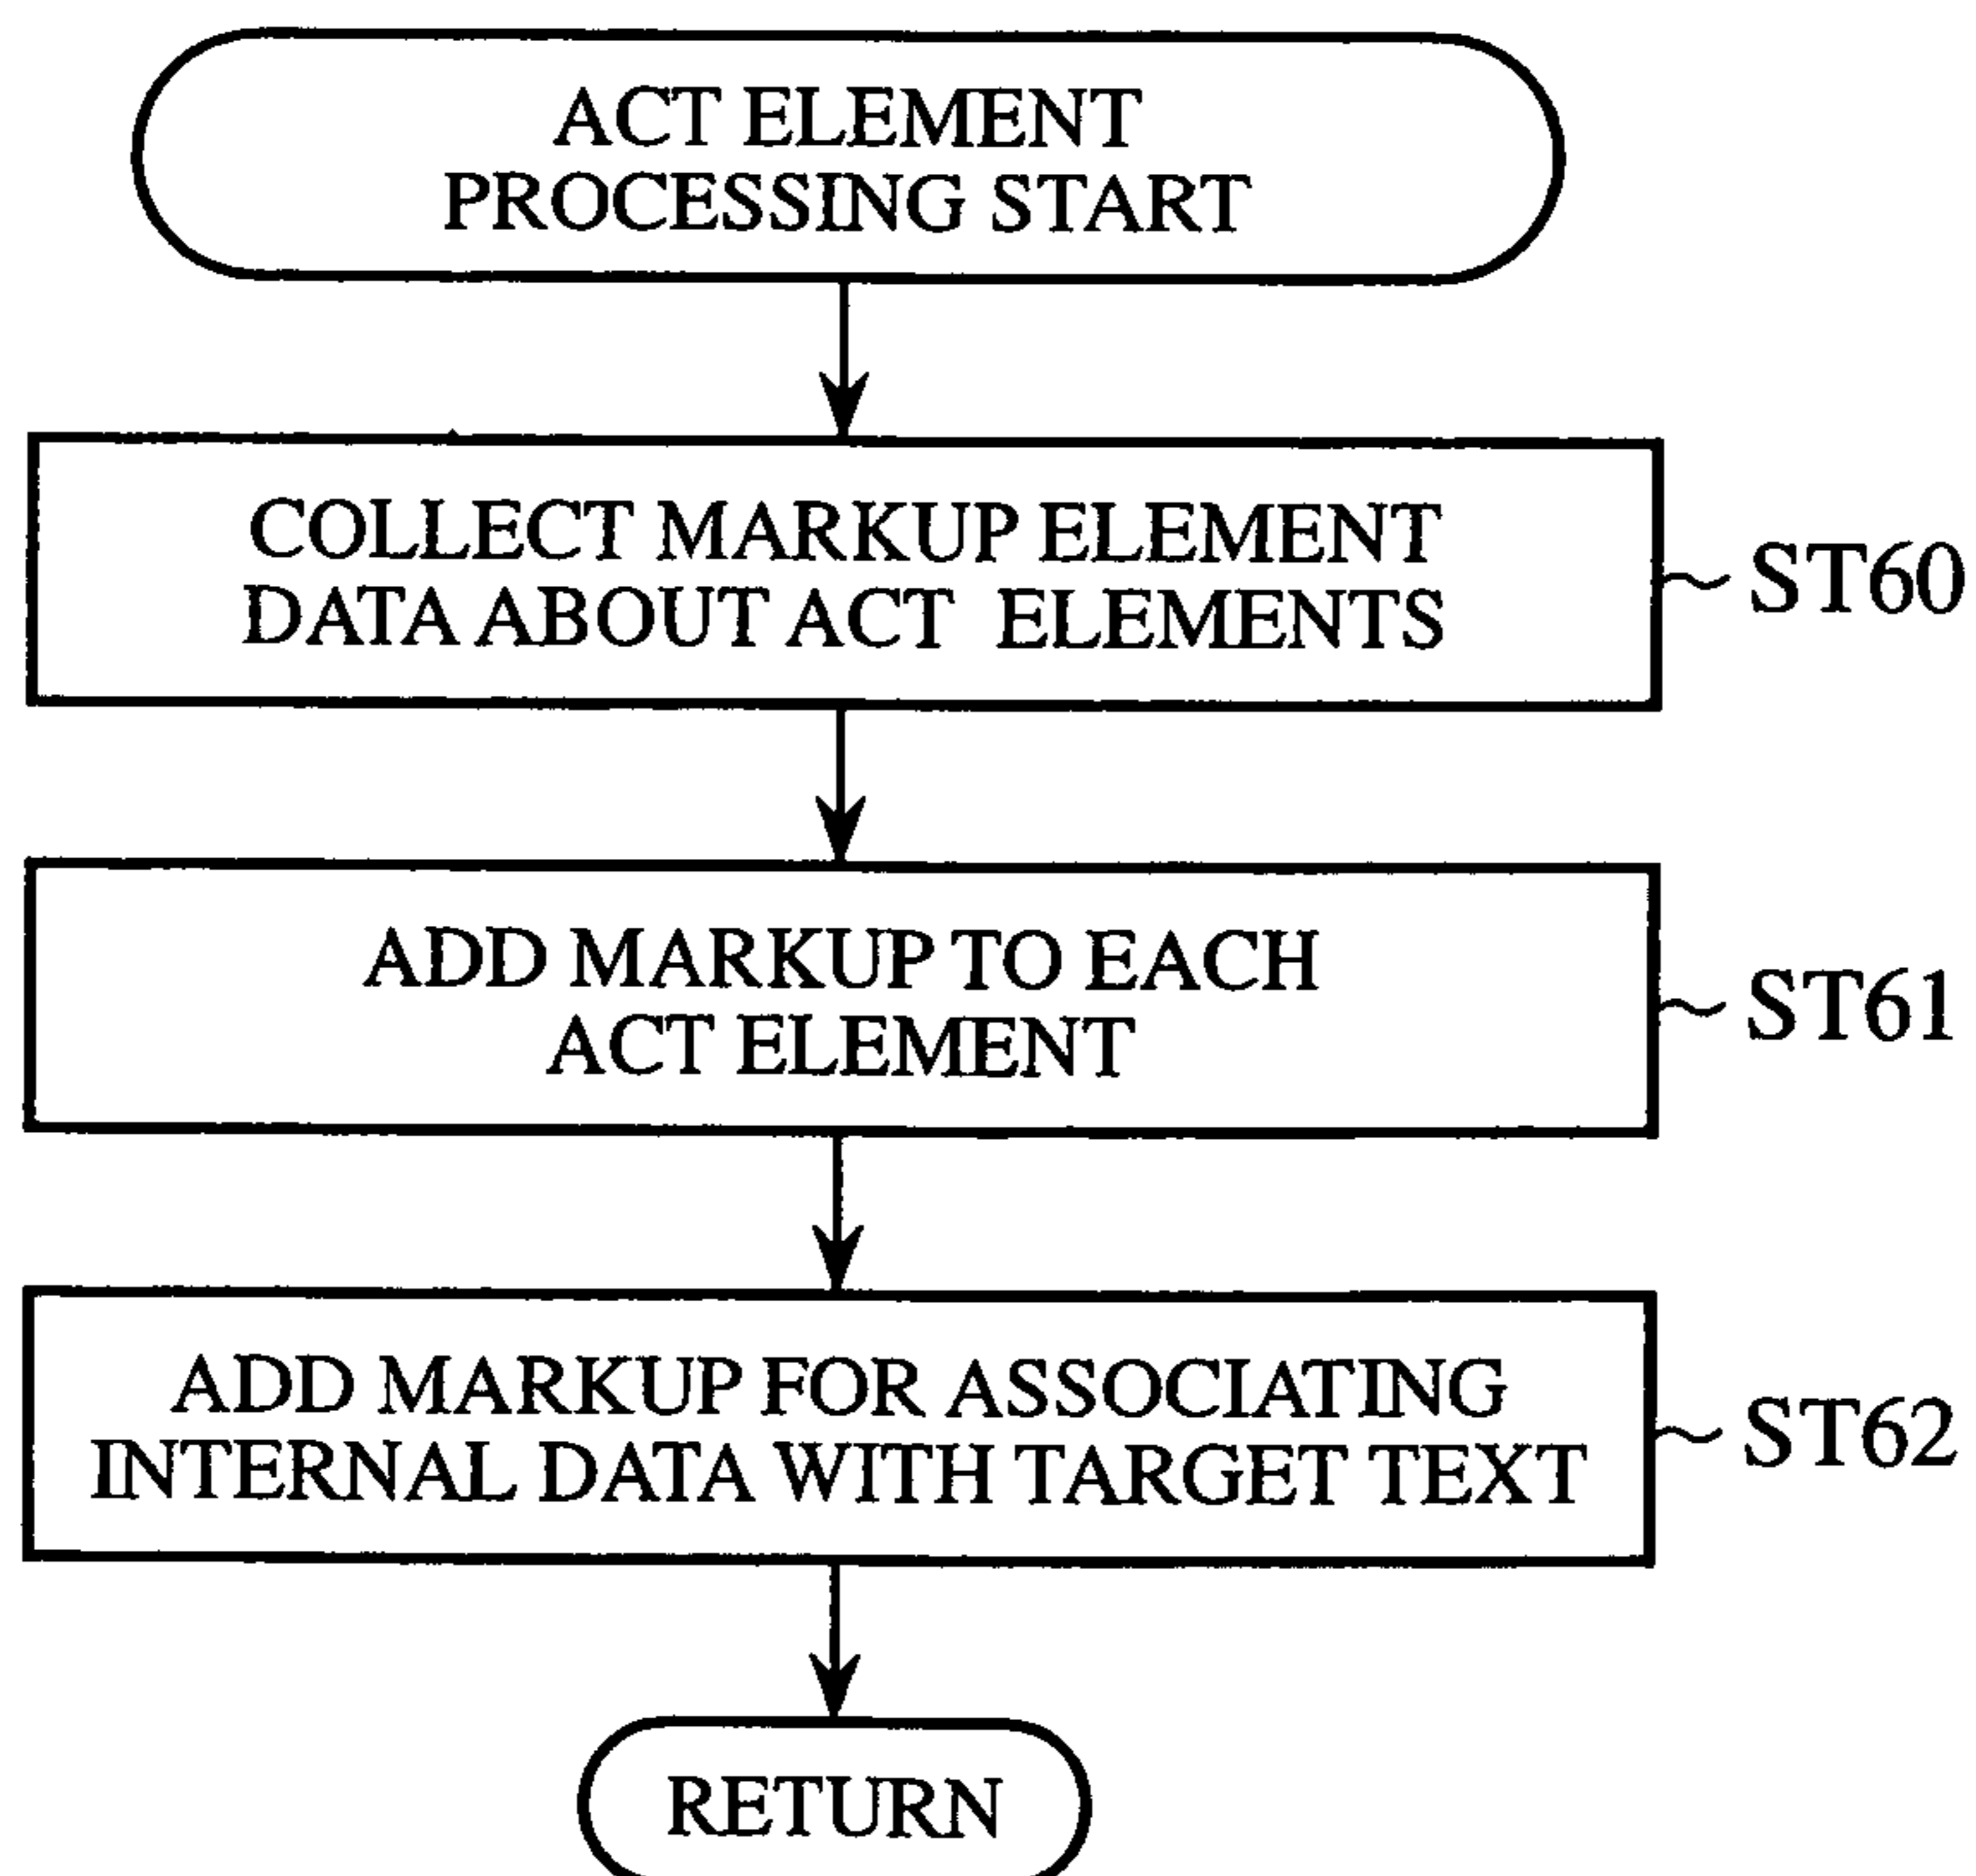 ACT ELEMENT
PROCESSING START
COLLECT MARKUP ELEMENT
DATA ABOUT ACT ELEMENTS
ST60
ADD MARKUP TO EACH
ACT ELEMENT
ST61
ADD MARKUP FOR ASSOCIATING
INTERNAL DATA WITH TARGET TEXT
ST62
RETURN